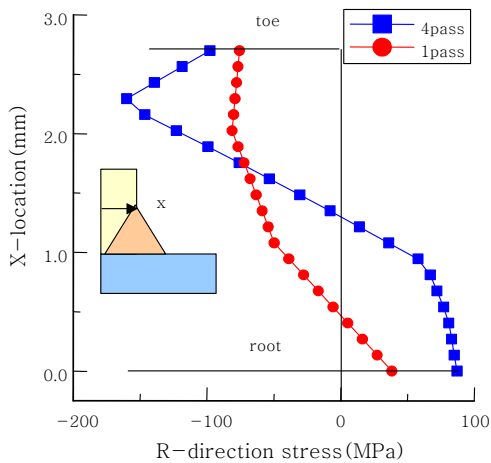 toe
4pass
1pass
3.0
2.0
1.0
0.0
X-location(mm)
x
root
-200
-100
0
100
R-direction stress(MPa)